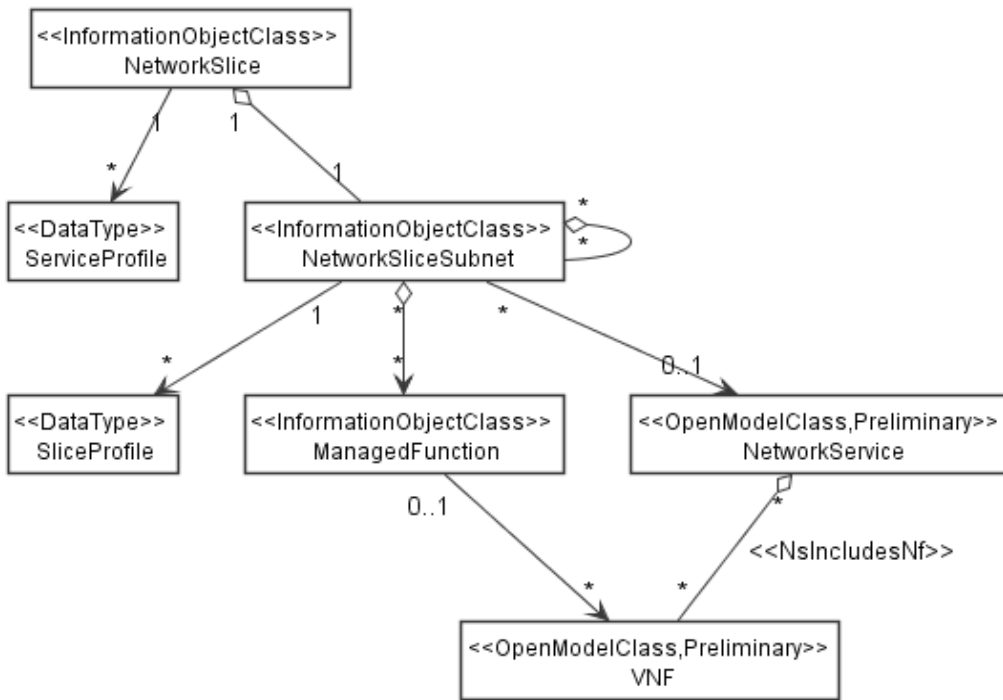 <<InformationObjectClass>>
NetworkSlice
1
1
*
1
<<DataType>>
ServiceProfile
<<InformationObjectClass>>
NetworkSliceSubnet
*
*
1
*
*
*
*
0..1
<<DataType>>
SliceProfile
<<InformationObjectClass>>
ManagedFunction
<<OpenModelClass,Preliminary>>
NetworkService
0..1
*
<<NsIncludesNf>>
*
*
<<OpenModelClass,Preliminary>>
VNF